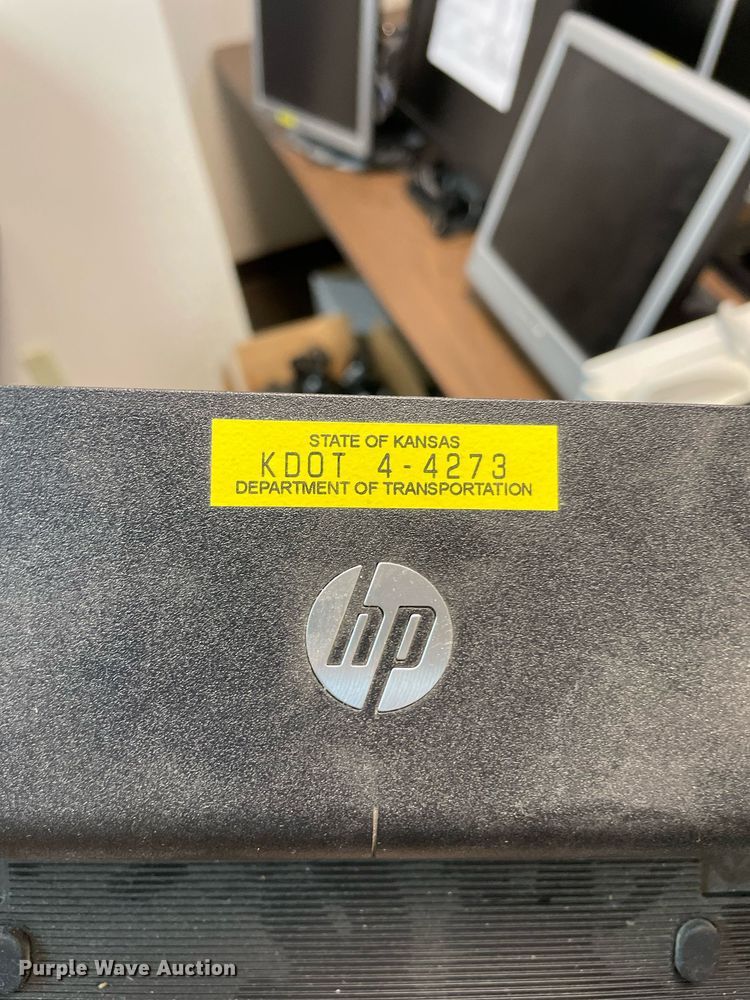 STATE OF KANSAS
KDOT 4-4273
DEPARTMENT OF TRANSPORTATION
hp
Purple Wave Auction